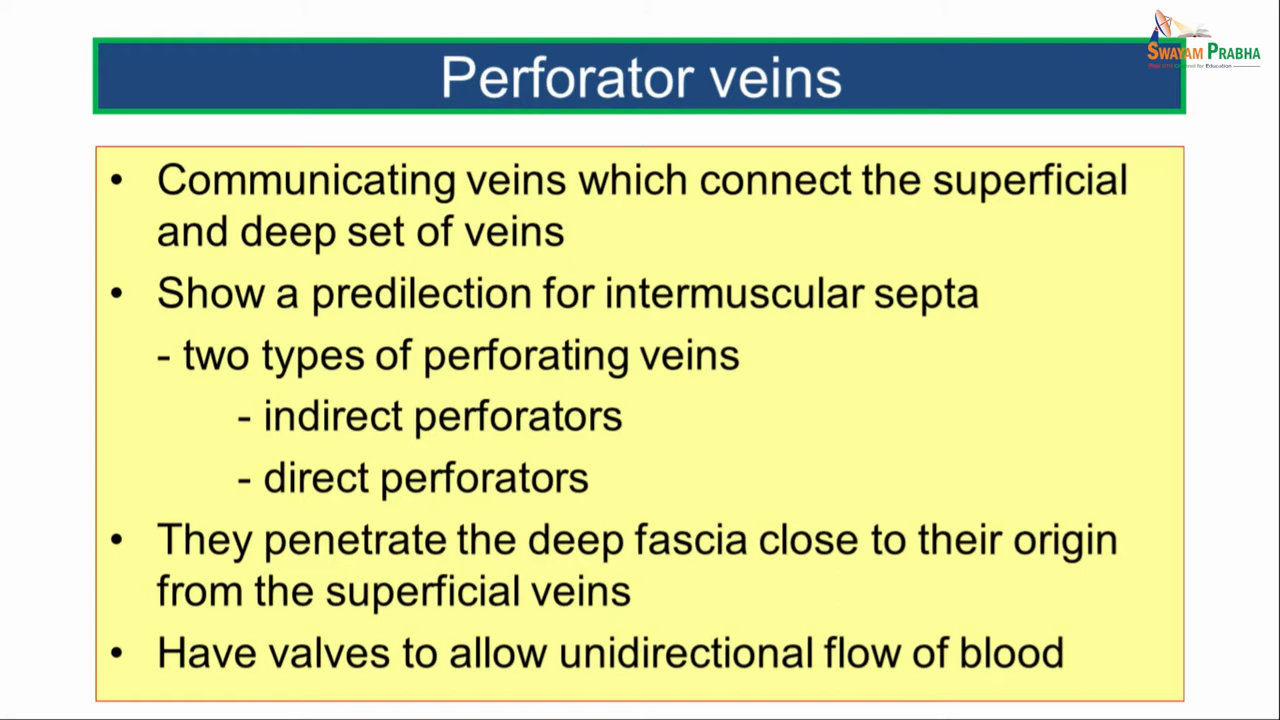 SWAYAM PRABHA
Perforator veins
• Communicating veins which connect the superficial
and deep set of veins
• Show a predilection for intermuscular septa
- two types of perforating veins
- indirect perforators
- direct perforators
• They penetrate the deep fascia close to their origin
from the superficial veins
• Have valves to allow unidirectional flow of blood